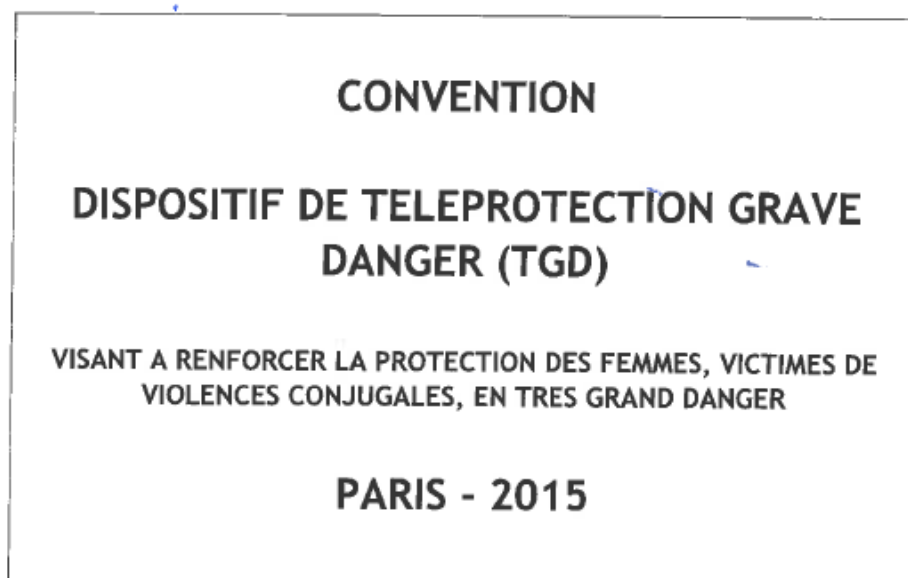 CONVENTION
DISPOSITIF DE TELEPROTECTION GRAVE
DANGER (TGD)
VISANT A RENFORCER LA PROTECTION DES FEMMES, VICTIMES DE
VIOLENCES CONJUGALES, EN TRES GRAND DANGER
PARIS - 2015